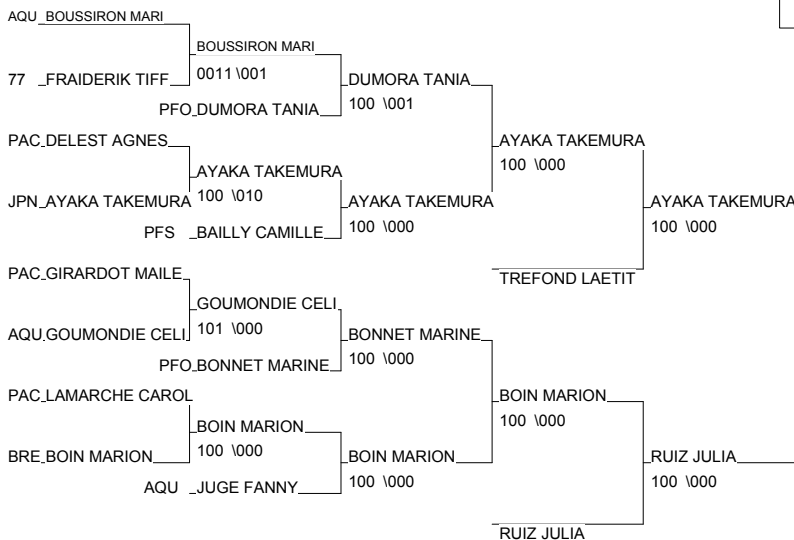 AQU BOUSSIRON MARI
BOUSSIRON MARI
0011 \001
77 FRAIDERIK TIFF
DUMORA TANIA
100 \001
PFO DUMORA TANIA
PAC DELEST AGNES
AYAKA TAKEMURA
100 \000
AYAKA TAKEMURA
100 \010
JPN AYAKA TAKEMURA
AYAKA TAKEMURA
100 \000
AYAKA TAKEMURA
100 \000
PFS BAILLY CAMILLE
PAC GIRARDOT MAILE
TREFOND LAETIT
GOUMONDIE CELI
101 \000
AQU GOUMONDIE CELI
BONNET MARINE
100 \000
PFO BONNET MARINE
PAC LAMARCHE CAROL
BOIN MARION
100 \000
BOIN MARION
100 \000
BRE BOIN MARION
BOIN MARION
100 \000
RUIZ JULIA
100 \000
AQU JUGE FANNY
RUIZ JULIA